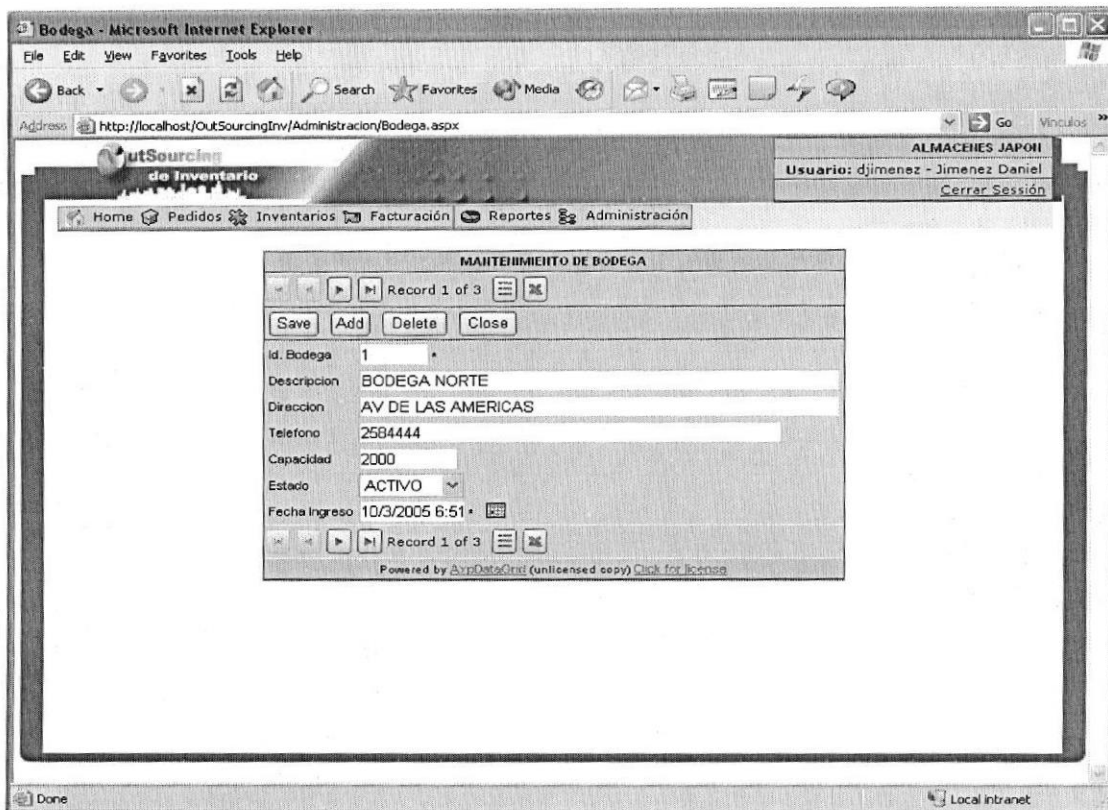 Bodega - Microsoft Internet Explorer
File Edit View Favorites Tools Help
Back Search Favorites Media
Address http://localhost/OutSourcingInv/Administracion/Bodega.aspx Go Vinculos »
OutSourcing
de Inventario
ALMACENES JAPON
Usuario: djimenez - Jimenez Daniel
Cerrar Sessión
Home Pedidos Inventarios Facturación Reportes Administración
MANTENIMIENTO DE BODEGA
Record 1 of 3
Save Add Delete Close
Id. Bodega 1 *
Descripcion BODEGA NORTE
Direccion AV DE LAS AMERICAS
Telefono 2584444
Capacidad 2000
Estado ACTIVO
Fecha Ingreso 10/3/2005 6:51 *
Record 1 of 3
Powered by AspDataGrid (unlicensed copy) Click for license
Done Local intranet